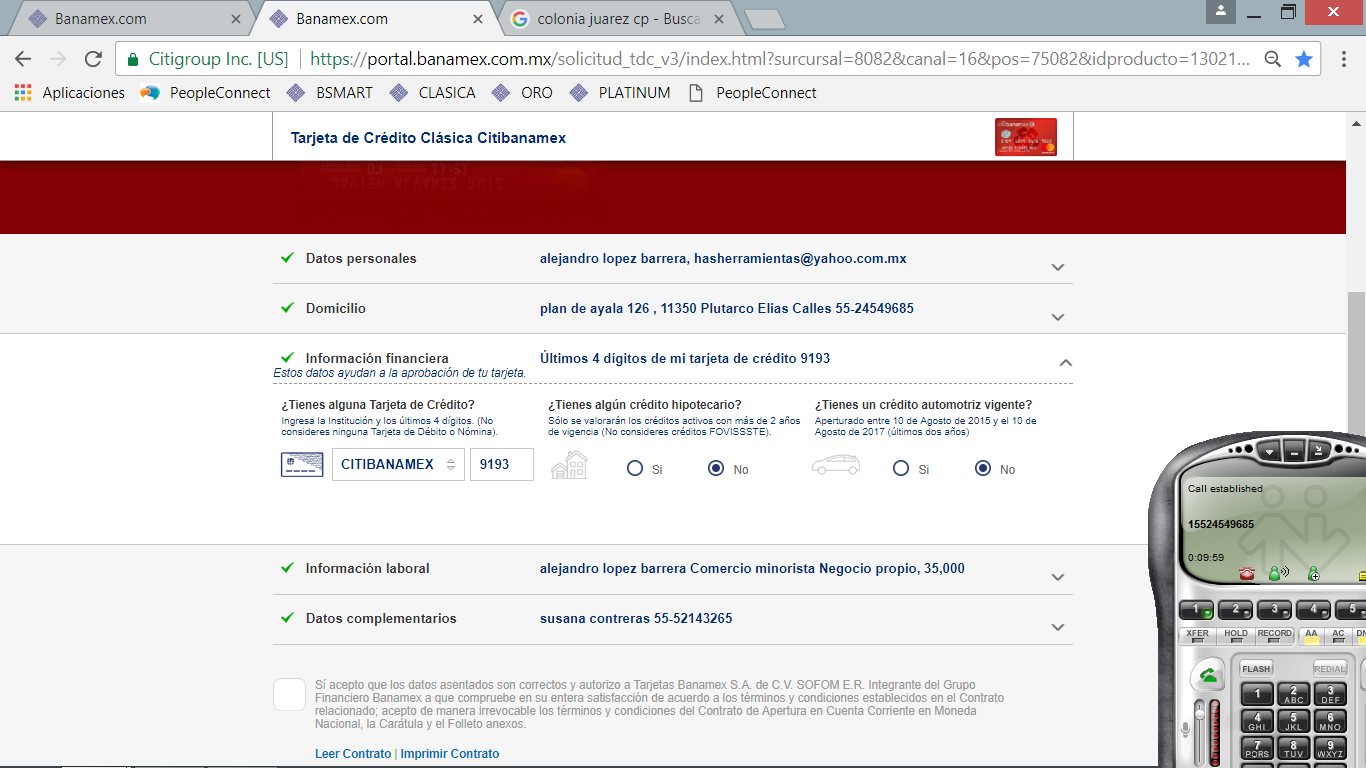 Banamex.com
Banamex.com
colonia juarez cp - Busca
Citigroup Inc. [US]
https://portal.banamex.com.mx/solicitud_tdc_v3/index.html?surcursal=8082&canal=16&pos=75082&idproducto=13021...
Aplicaciones PeopleConnect BSMART CLASICA ORO PLATINUM PeopleConnect
Tarjeta de Crédito Clásica Citibanamex
Datos personales alejandro lopez barrera, hasherramientas@yahoo.com.mx
Domicilio plan de ayala 126 , 11350 Plutarco Elias Calles 55-24549685
Información financiera Últimos 4 dígitos de mi tarjeta de crédito 9193
Estos datos ayudan a la aprobación de tu tarjeta.
¿Tienes alguna Tarjeta de Crédito?
Ingresa la Institución y los últimos 4 dígitos. (No
consideres ninguna Tarjeta de Débito o Nómina).
CITIBANAMEX 9193
¿Tienes algún crédito hipotecario?
Sólo se valorarán los créditos activos con más de 2 años
de vigencia (No consideres créditos FOVISSSTE).
Si No
¿Tienes un crédito automotriz vigente?
Aperturado entre 10 de Agosto de 2015 y el 10 de
Agosto de 2017 (últimos dos años)
Si No
Información laboral alejandro lopez barrera Comercio minorista Negocio propio, 35,000
Datos complementarios susana contreras 55-52143265
Sí acepto que los datos asentados son correctos y autorizo a Tarjetas Banamex S.A. de C.V. SOFOM E.R. Integrante del Grupo
Financiero Banamex a que compruebe en su entera satisfacción de acuerdo a los términos y condiciones establecidos en el Contrato
relacionado; acepto de manera irrevocable los términos y condiciones del Contrato de Apertura en Cuenta Corriente en Moneda
Nacional, la Carátula y el Folleto anexos.
Leer Contrato | Imprimir Contrato
Call established
15524549685
0:09:59
1 2 3 4 5
XFER HOLD RECORD AA AC
FLASH REDIAL
1 2 ABC 3 DEF
4 GHI 5 JKL 6 MNO
7 PQRS 8 TUV 9 WXYZ